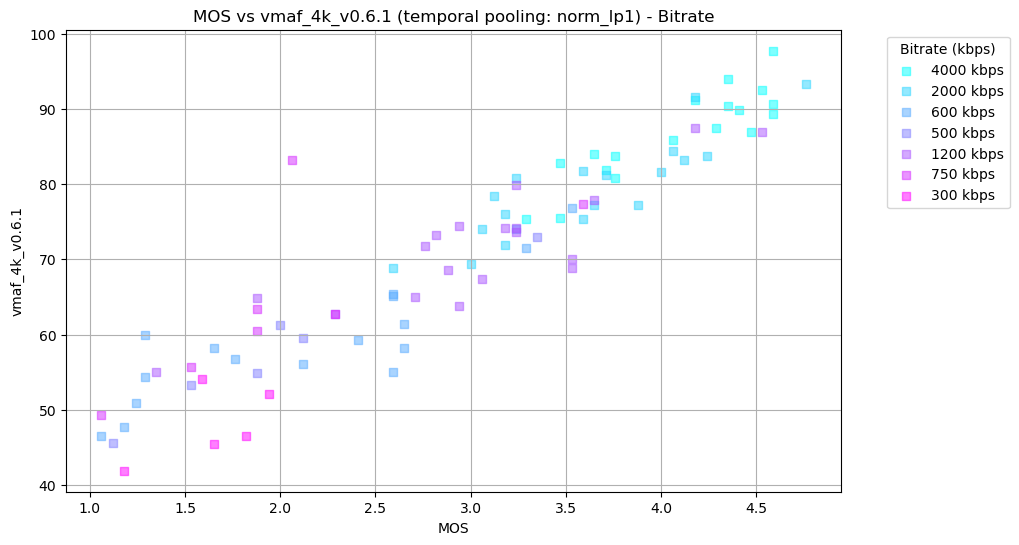 MOS vs vmaf_4k_v0.6.1 (temporal pooling: norm_lp1) - Bitrate
100
90
80
70
60
50
40
vmaf_4k_v0.6.1
1.0 1.5 2.0 2.5 3.0 3.5 4.0 4.5
MOS
Bitrate (kbps)
4000 kbps
2000 kbps
600 kbps
500 kbps
1200 kbps
750 kbps
300 kbps